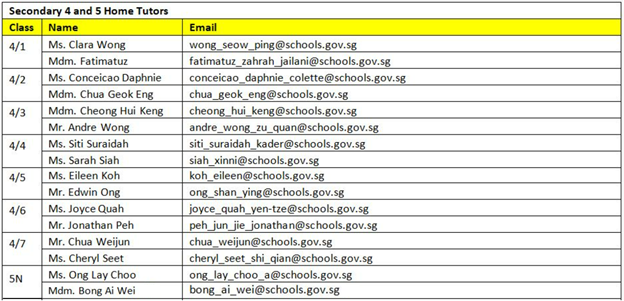 Secondary 4 and 5 Home Tutors
Class Name Email
4/1 Ms. Clara Wong wong_seow_ping@schools.gov.sg
Mdm. Fatimatuz fatimatuz_zahrah_jailani@schools.gov.sg
4/2 Ms. Conceicao Daphnie conceicao_daphnie_colette@schools.gov.sg
Mdm. Chua Geok Eng chua_geok_eng@schools.gov.sg
4/3 Mdm. Cheong Hui Keng cheong_hui_keng@schools.gov.sg
Mr. Andre Wong andre_wong_zu_quan@schools.gov.sg
4/4 Ms. Siti Suraidah siti_suraidah_kader@schools.gov.sg
Ms. Sarah Siah siah_xinni@schools.gov.sg
4/5 Ms. Eileen Koh koh_eileen@schools.gov.sg
Mr. Edwin Ong ong_shan_ying@schools.gov.sg
4/6 Ms. Joyce Quah joyce_quah_yen-tze@schools.gov.sg
Mr. Jonathan Peh peh_jun_jie_jonathan@schools.gov.sg
4/7 Mr. Chua Weijun chua_weijun@schools.gov.sg
Ms. Cheryl Seet cheryl_seet_shi_qian@schools.gov.sg
5N Ms. Ong Lay Choo ong_lay_choo_a@schools.gov.sg
Mdm. Bong Ai Wei bong_ai_wei@schools.gov.sg